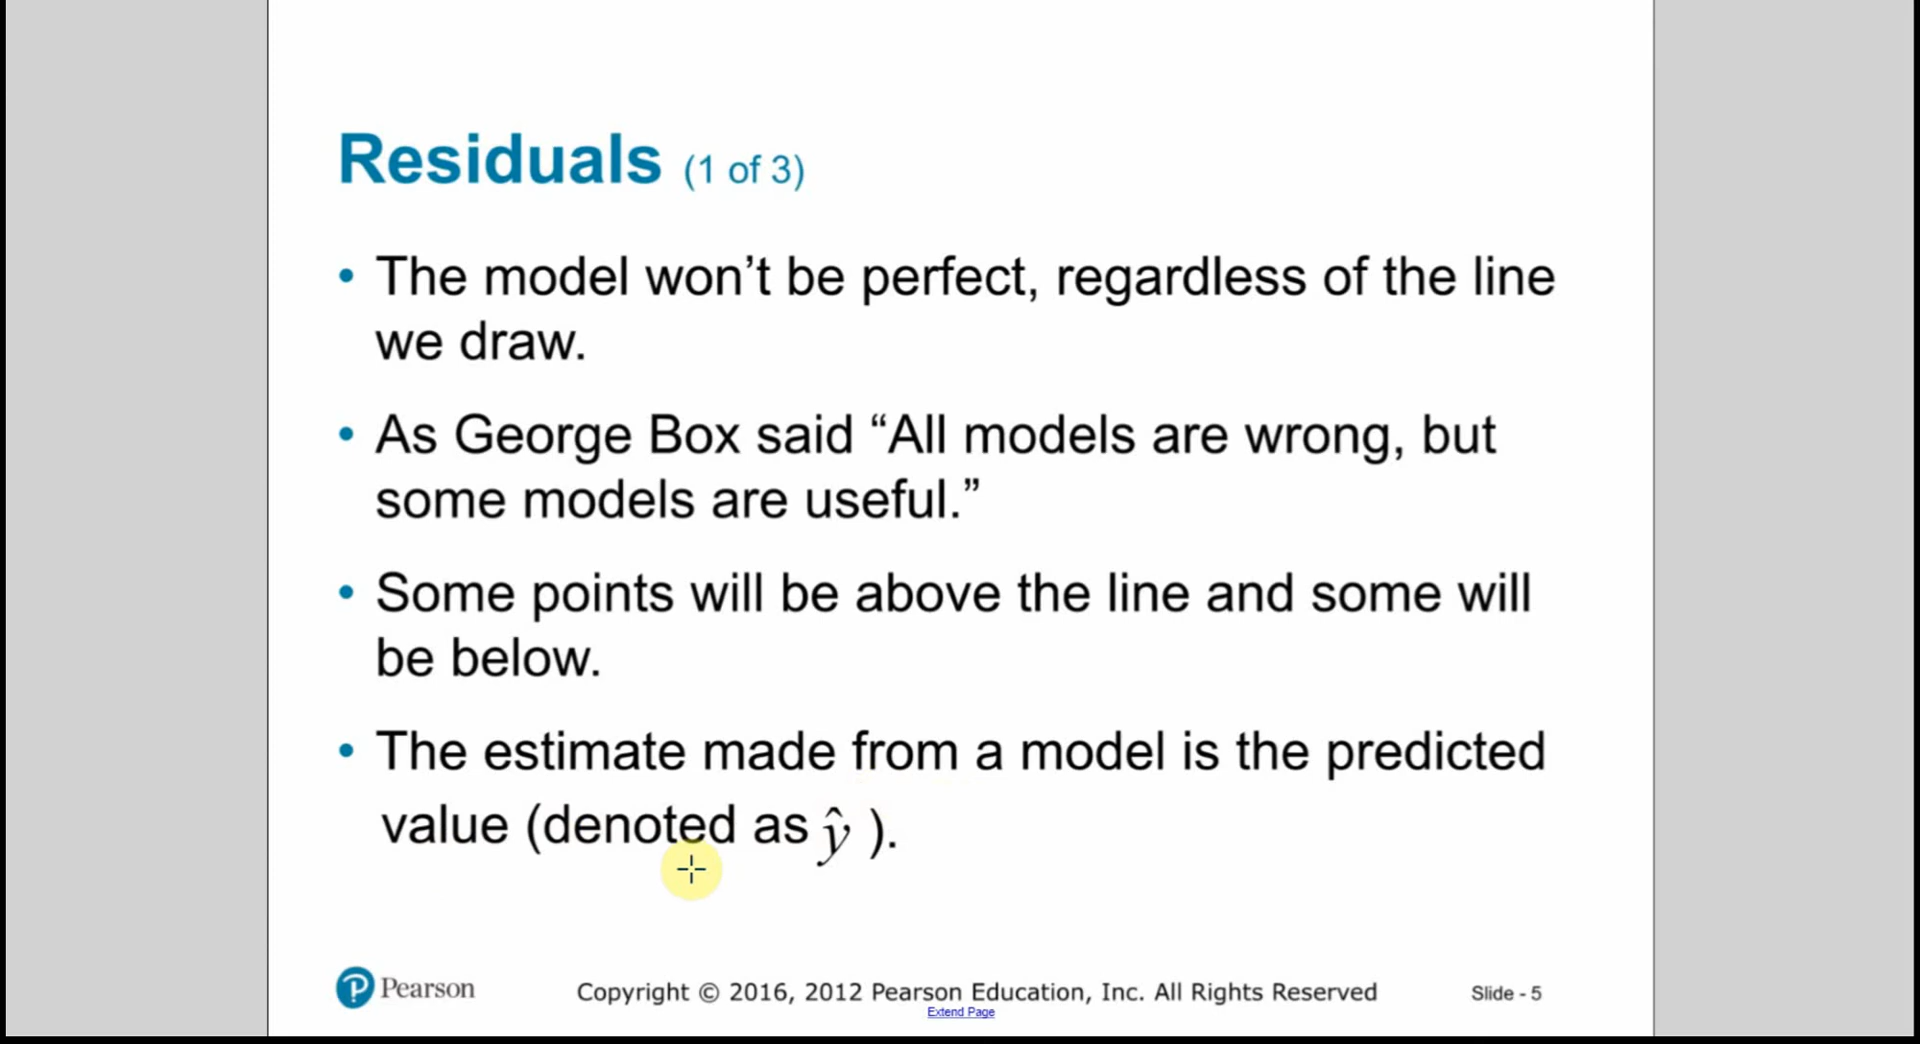 Residuals (1 of 3)
• The model won’t be perfect, regardless of the line
we draw.
• As George Box said “All models are wrong, but
some models are useful.”
• Some points will be above the line and some will
be below.
• The estimate made from a model is the predicted
value (denoted as ŷ ).
Pearson Copyright © 2016, 2012 Pearson Education, Inc. All Rights Reserved Slide - 5
Extend Page